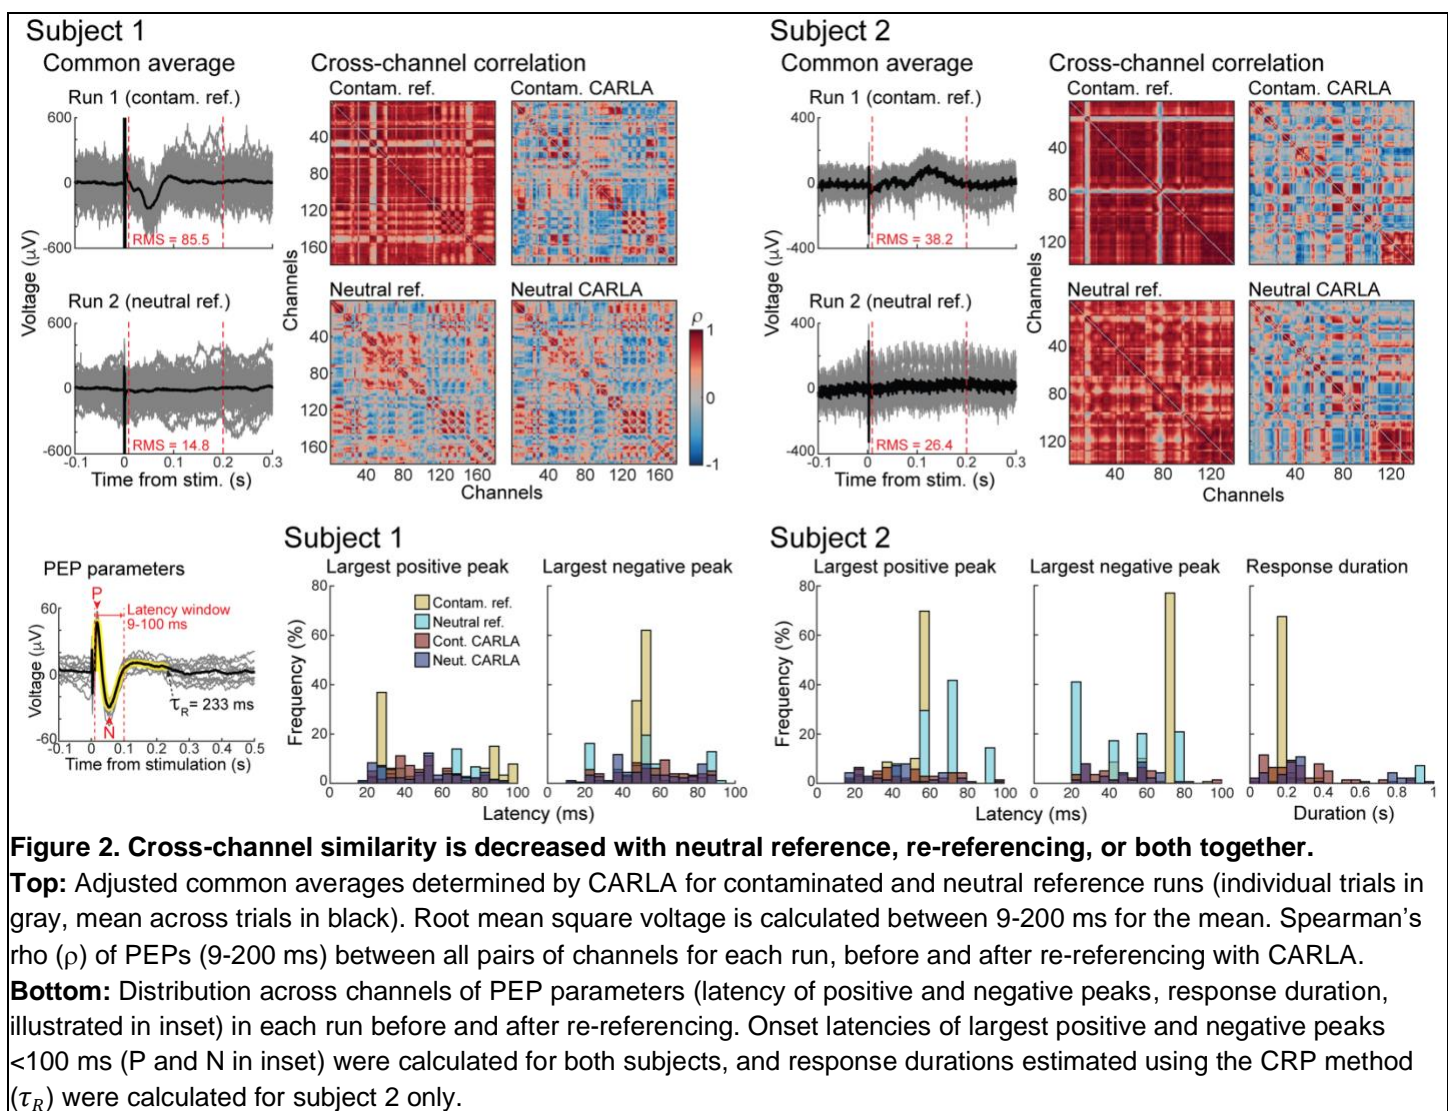 Subject 1
Common average
Cross-channel correlation
Run 1 (contam. ref.)
Contam. ref.
Contam. CARLA
600
0
-600
RMS = 85.5
40
80
120
160
Run 2 (neutral ref.)
Neutral ref.
Neutral CARLA
600
0
-600
RMS = 14.8
-0.1 0 0.1 0.2 0.3
Time from stim. (s)
Voltage (µV)
Channels
40
80
120
160
40 80 120 160
40 80 120 180
Channels
ρ
1
0
-1
Subject 2
Common average
Cross-channel correlation
Run 1 (contam. ref.)
Contam. ref.
Contam. CARLA
400
0
-400
RMS = 38.2
40
80
120
Run 2 (neutral ref.)
Neutral ref.
Neutral CARLA
400
0
-400
RMS = 26.4
-0.1 0 0.1 0.2 0.3
Time from stim. (s)
Voltage (µV)
Channels
40
80
120
40 80 120
40 80 120
Channels
PEP parameters
P
Latency window
9-100 ms
60
0
-60
N
τR = 233 ms
-0.1 0 0.1 0.2 0.3 0.4 0.5
Time from stimulation (s)
Voltage (µV)
Subject 1
Largest positive peak
Largest negative peak
Contam. ref.
Neutral ref.
Cont. CARLA
Neut. CARLA
80
60
40
20
0
Frequency (%)
0 20 40 60 80 100
0 20 40 60 80 100
Latency (ms)
Subject 2
Largest positive peak
Largest negative peak
Response duration
80
60
40
20
0
Frequency (%)
0 20 40 60 80 100
0 20 40 60 80 100
Latency (ms)
0 0.2 0.4 0.6 0.8 1
Duration (s)
Figure 2. Cross-channel similarity is decreased with neutral reference, re-referencing, or both together.
Top: Adjusted common averages determined by CARLA for contaminated and neutral reference runs (individual trials in
gray, mean across trials in black). Root mean square voltage is calculated between 9-200 ms for the mean. Spearman's
rho (ρ) of PEPs (9-200 ms) between all pairs of channels for each run, before and after re-referencing with CARLA.
Bottom: Distribution across channels of PEP parameters (latency of positive and negative peaks, response duration,
illustrated in inset) in each run before and after re-referencing. Onset latencies of largest positive and negative peaks
<100 ms (P and N in inset) were calculated for both subjects, and response durations estimated using the CRP method
(τR) were calculated for subject 2 only.